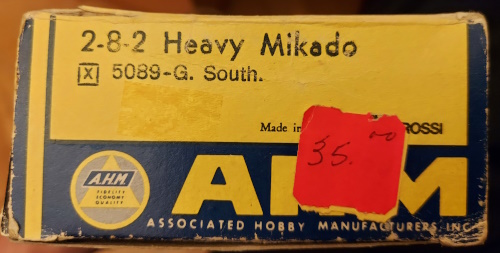 2-8-2 Heavy Mikado
[X] 5089-G. South.
Made in
ROSSI
35.00
A.H.M
FIDELITY
ECONOMY
QUALITY
AHM
ASSOCIATED HOBBY MANUFACTURERS, INC.